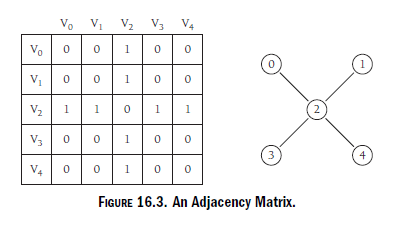 V₀ V₁ V₂ V₃ V₄
V₀ 0 0 1 0 0
V₁ 0 0 1 0 0
V₂ 1 1 0 1 1
V₃ 0 0 1 0 0
V₄ 0 0 1 0 0
0 1
2
3 4
FIGURE 16.3. An Adjacency Matrix.